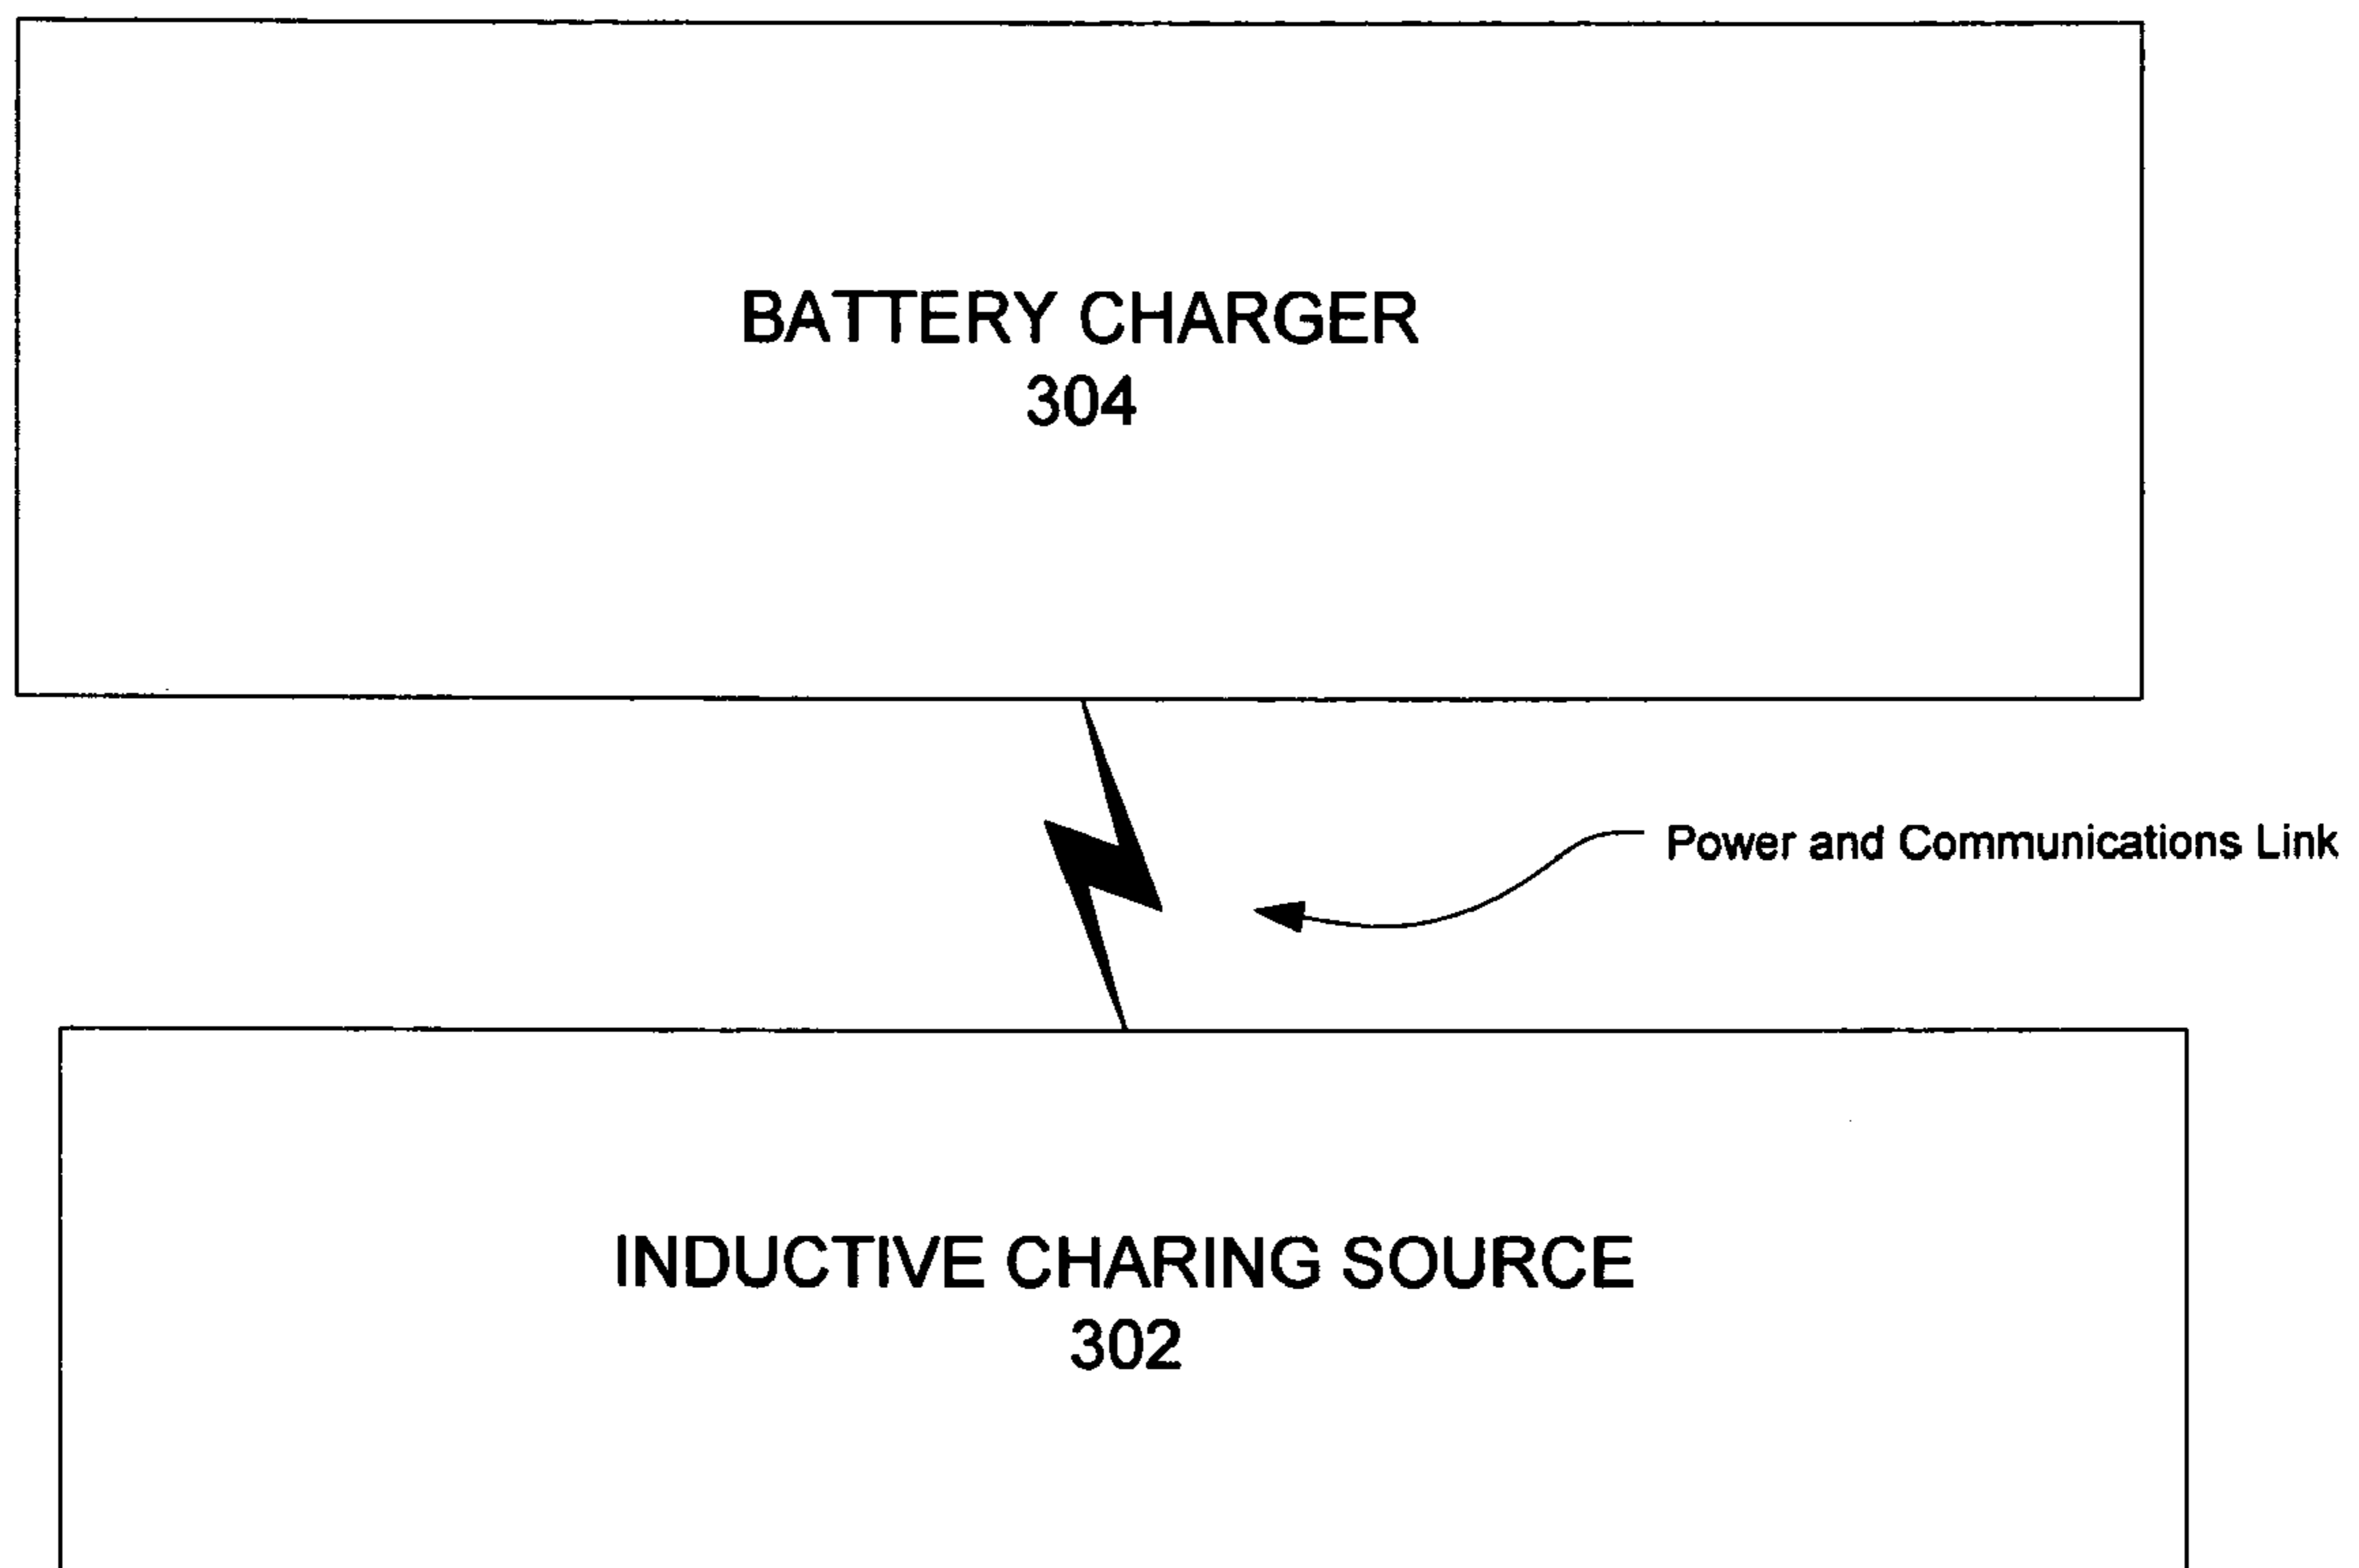 BATTERY CHARGER
304
Power and Communications Link
INDUCTIVE CHARING SOURCE
302